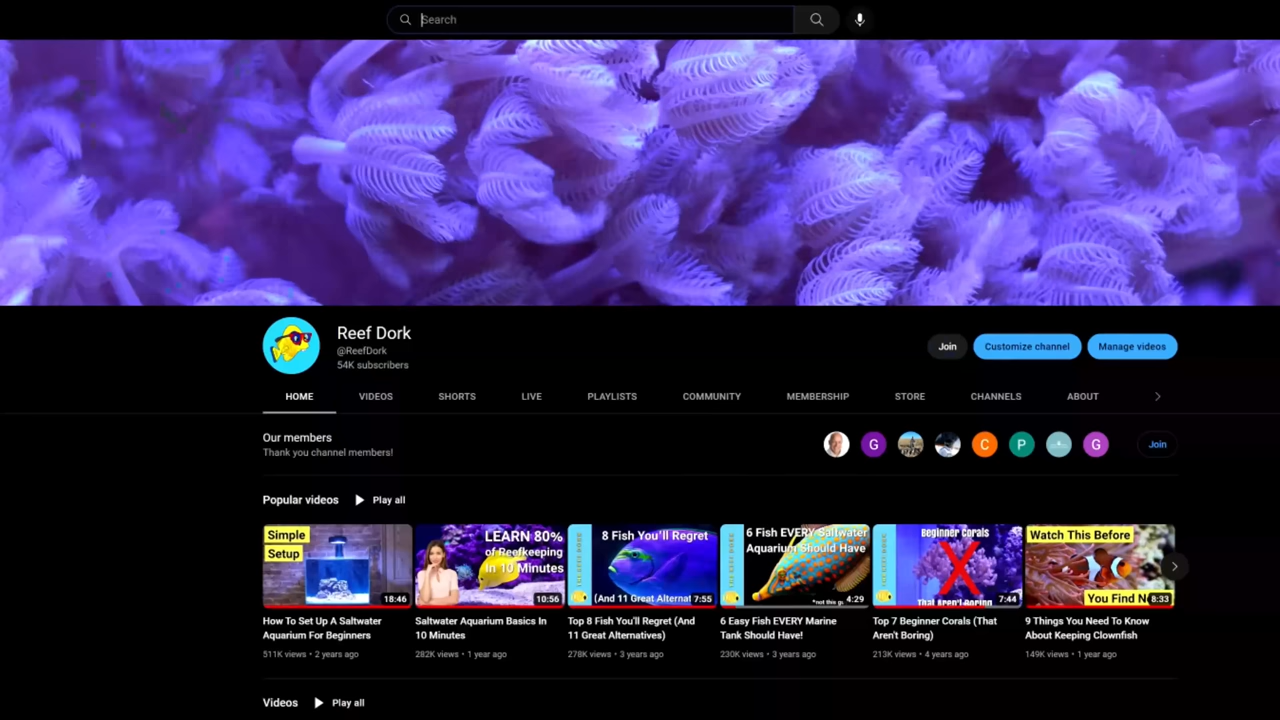 Search
Reef Dork
@ReefDork
54K subscribers
Join
Customize channel
Manage videos
HOME
VIDEOS
SHORTS
LIVE
PLAYLISTS
COMMUNITY
MEMBERSHIP
STORE
CHANNELS
ABOUT
Our members
Thank you channel members!
G
C
P
G
Join
Popular videos
Play all
Simple
Setup
18:46
LEARN 80%
of Reefkeeping
in 10 Minutes
10:56
8 Fish You'll Regret
(And 11 Great Alternat
7:55
6 Fish EVERY Saltwater
Aquarium Should Have
*not this
4:29
Beginner Corals
That Aren't Boring
7:44
Watch This Before
You Find
8:33
How To Set Up A Saltwater
Aquarium For Beginners
511K views • 2 years ago
Saltwater Aquarium Basics In
10 Minutes
282K views • 1 year ago
Top 8 Fish You'll Regret (And
11 Great Alternatives)
278K views • 3 years ago
6 Easy Fish EVERY Marine
Tank Should Have!
230K views • 3 years ago
Top 7 Beginner Corals (That
Aren't Boring)
213K views • 4 years ago
9 Things You Need To Know
About Keeping Clownfish
149K views • 1 year ago
Videos
Play all